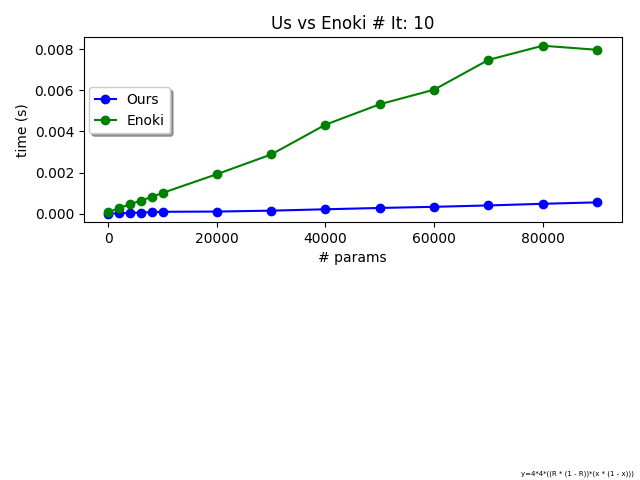 Us vs Enoki # It: 10
0.008
0.006
0.004
0.002
0.000
time (s)
Ours
Enoki
0
20000
40000
60000
80000
# params
y=4*4*((R * (1 - R))*(x * (1 - x)))